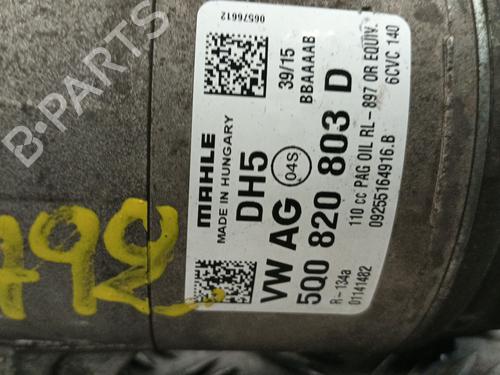 B-PARTS
06576612
39/15
BBAAAAB
MAHLE
MADE IN HUNGARY
DH5
04S
VW AG
5Q0 820 803 D
R-134a
110 cc PAG OIL RL-897 OR EQUIV.
6CVC 140
01141482
09255164916.B
790